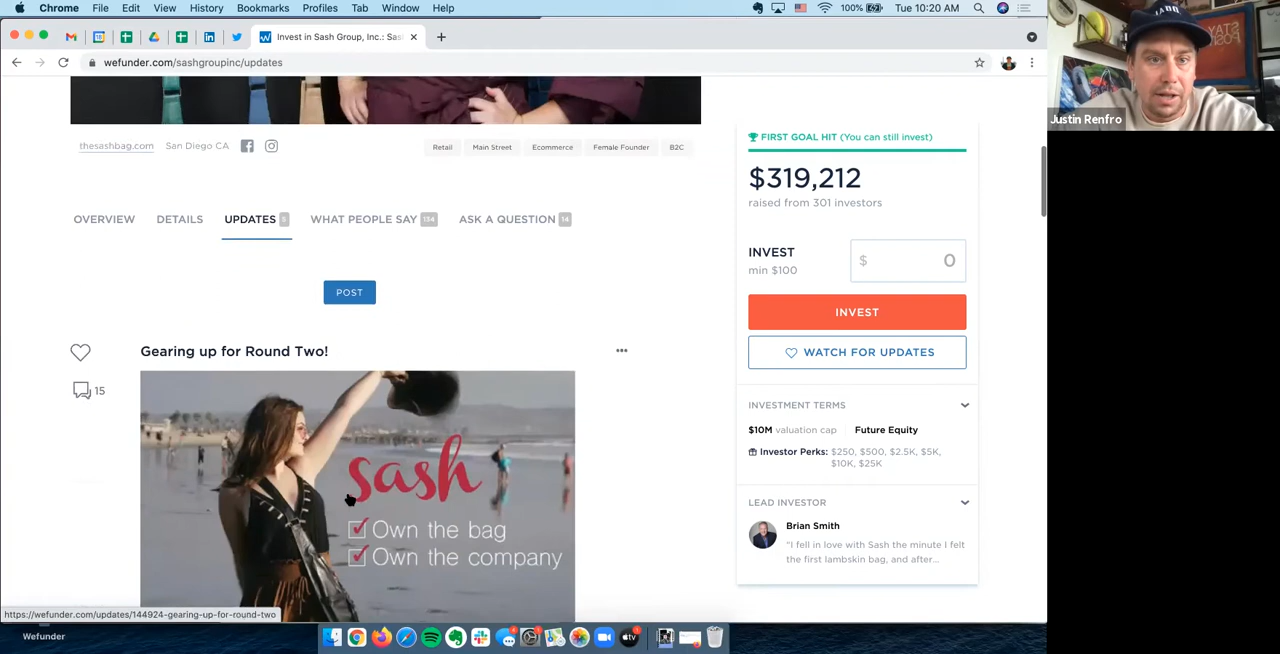 Chrome File Edit View History Bookmarks Profiles Tab Window Help 100% Tue 10:20 AM
Invest in Sash Group, Inc.: Sas
wefunder.com/sashgroupinc/updates
Justin Renfro
thesashbag.com San Diego CA
Retail Main Street Ecommerce Female Founder B2C
FIRST GOAL HIT (You can still invest)
$319,212
raised from 301 investors
OVERVIEW DETAILS UPDATES 5 WHAT PEOPLE SAY 134 ASK A QUESTION 14
INVEST
min $100
$ 0
POST
INVEST
WATCH FOR UPDATES
Gearing up for Round Two!
15
sash
Own the bag
Own the company
INVESTMENT TERMS
$10M valuation cap Future Equity
Investor Perks: $250, $500, $2.5K, $5K,
$10K, $25K
LEAD INVESTOR
Brian Smith
"I fell in love with Sash the minute I felt
the first lambskin bag, and after...
https://wefunder.com/updates/144924-gearing-up-for-round-two
Wefunder
tv